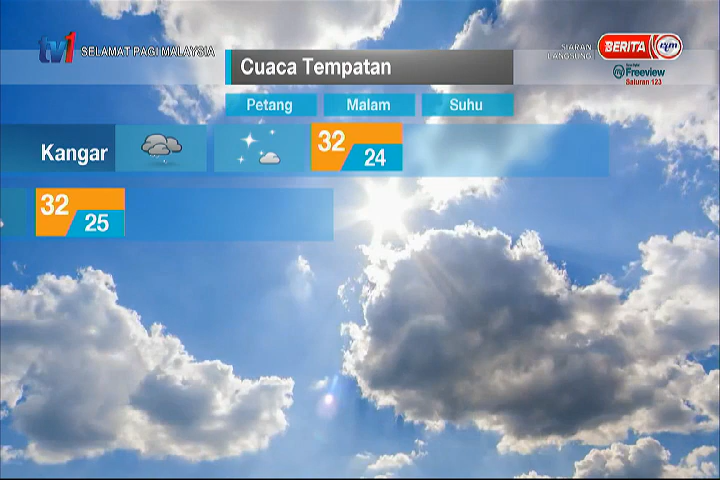 tv1 SELAMAT PAGI MALAYSIA
SIARAN
LANGSUNG
BERITA rtm
Freeview
Saluran 123
Cuaca Tempatan
Petang Malam Suhu
Kangar 32 24
32 25